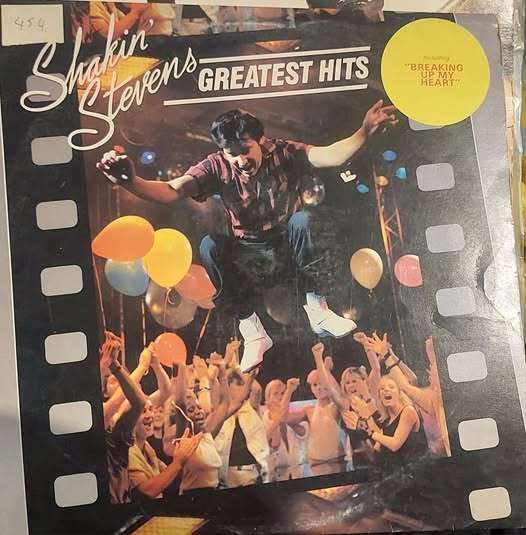 454
Shakin'
Stevens
GREATEST HITS
Including
"BREAKING
UP MY
HEART"